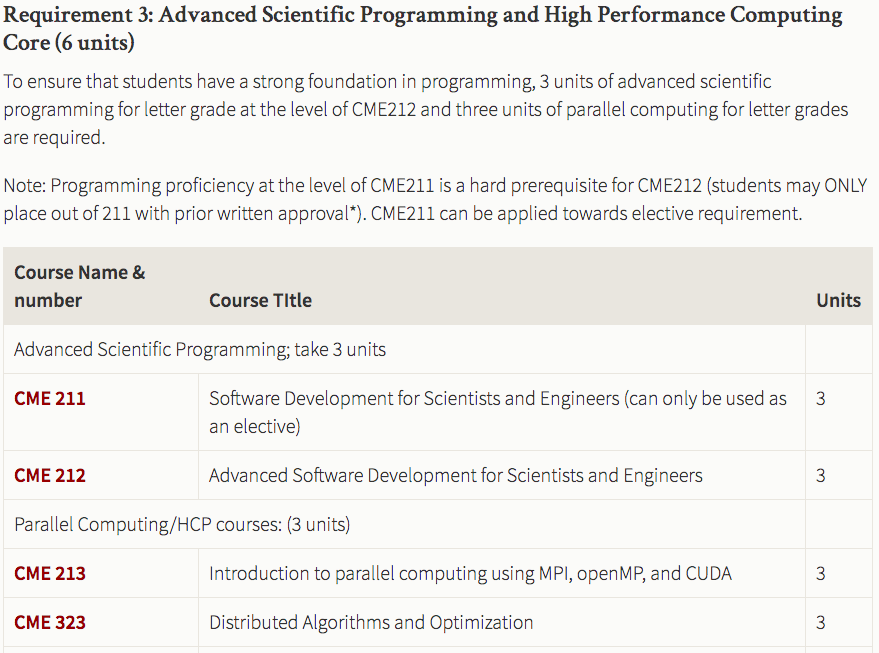 Requirement 3: Advanced Scientific Programming and High Performance Computing
Core (6 units)
To ensure that students have a strong foundation in programming, 3 units of advanced scientific
programming for letter grade at the level of CME212 and three units of parallel computing for letter grades
are required.
Note: Programming proficiency at the level of CME211 is a hard prerequisite for CME212 (students may ONLY
place out of 211 with prior written approval*). CME211 can be applied towards elective requirement.
Course Name &
number Course TItle Units
Advanced Scientific Programming; take 3 units
CME 211 Software Development for Scientists and Engineers (can only be used as 3
an elective)
CME 212 Advanced Software Development for Scientists and Engineers 3
Parallel Computing/HCP courses: (3 units)
CME 213 Introduction to parallel computing using MPI, openMP, and CUDA 3
CME 323 Distributed Algorithms and Optimization 3